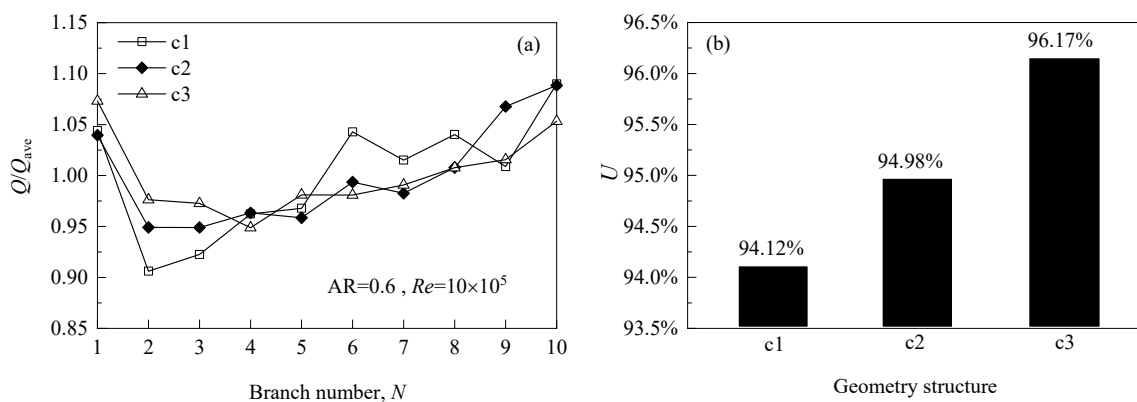 1.15
1.10
1.05
1.00
0.95
0.90
0.85
Q/Qave
c1
c2
c3
(a)
AR=0.6 , Re=10×10⁵
1 2 3 4 5 6 7 8 9 10
Branch number, N
96.5%
96.0%
95.5%
95.0%
94.5%
94.0%
93.5%
U
(b)
94.12%
94.98%
96.17%
c1 c2 c3
Geometry structure